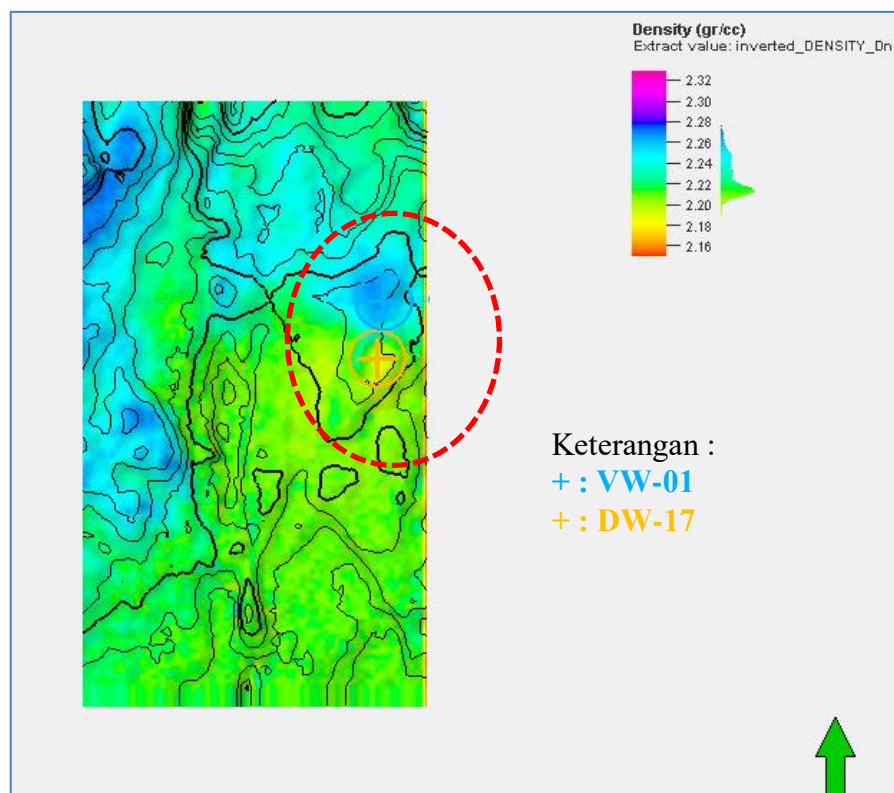 Density (gr/cc)
Extract value: inverted_DENSITY_Dn
2.32
2.30
2.28
2.26
2.24
2.22
2.20
2.18
2.16
Keterangan :
+ : VW-01
+ : DW-17